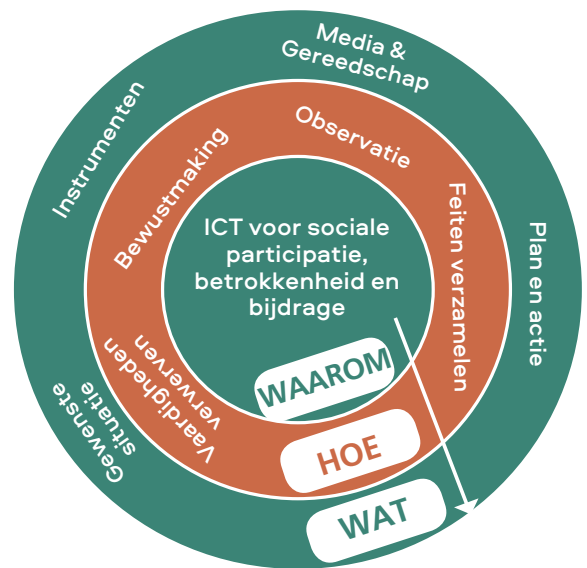 Media &
Gereedschap
Instrumenten
Observatie
Bewustmaking
Feiten verzamelen
Plan en actie
ICT voor sociale
participatie,
betrokkenheid en
bijdrage
Vaardigheden
verwerven
Gewenste
situatie
WAAROM
HOE
WAT